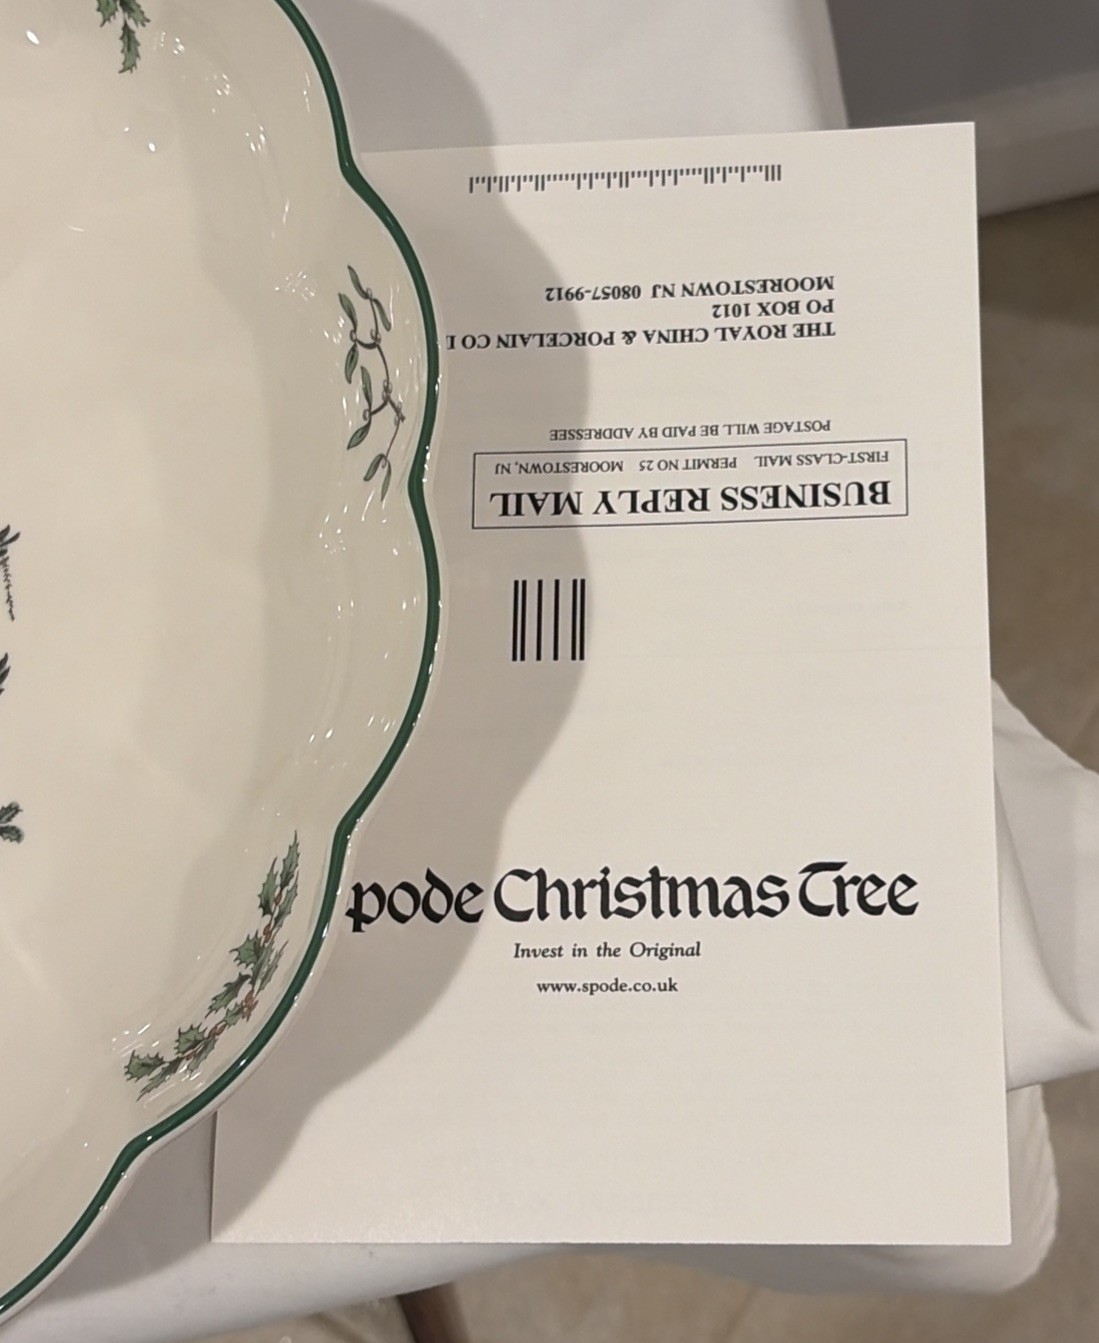 THE ROYAL CHINA & PORCELAIN CO
PO BOX 1012
MOORESTOWN NJ 08057-9912
POSTAGE WILL BE PAID BY ADDRESSEE
FIRST-CLASS MAIL PERMIT NO 25 MOORESTOWN, NJ
BUSINESS REPLY MAIL
pode Christmas Tree
Invest in the Original
www.spode.co.uk